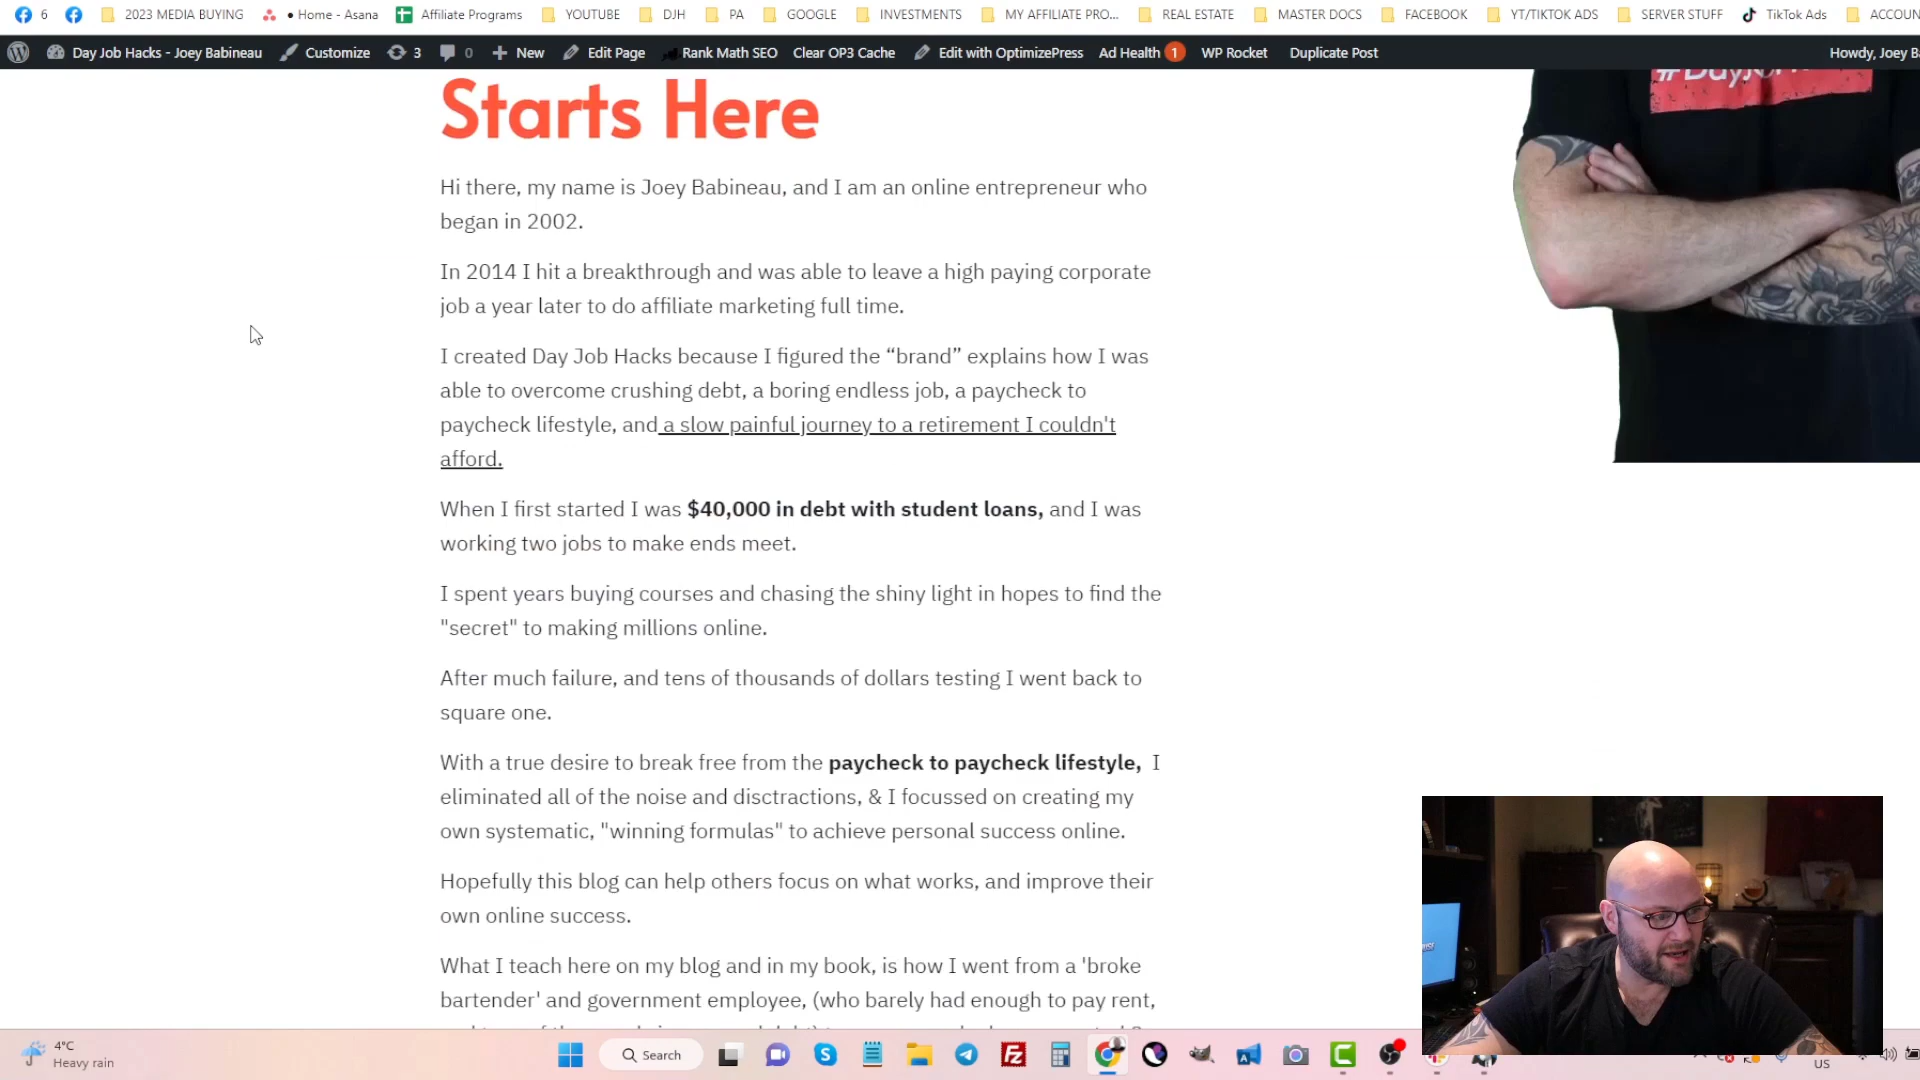 6
2023 MEDIA BUYING
• Home - Asana
Affiliate Programs
YOUTUBE
DJH
PA
GOOGLE
INVESTMENTS
MY AFFILIATE PRO...
REAL ESTATE
MASTER DOCS
FACEBOOK
YT/TIKTOK ADS
SERVER STUFF
TikTok Ads
ACCOUN
Day Job Hacks - Joey Babineau
Customize
3
0
New
Edit Page
Rank Math SEO
Clear OP3 Cache
Edit with OptimizePress
Ad Health 1
WP Rocket
Duplicate Post
Howdy, Joey Ba
Starts Here
Hi there, my name is Joey Babineau, and I am an online entrepreneur who
began in 2002.
In 2014 I hit a breakthrough and was able to leave a high paying corporate
job a year later to do affiliate marketing full time.
I created Day Job Hacks because I figured the “brand” explains how I was
able to overcome crushing debt, a boring endless job, a paycheck to
paycheck lifestyle, and a slow painful journey to a retirement I couldn't
afford.
When I first started I was $40,000 in debt with student loans, and I was
working two jobs to make ends meet.
I spent years buying courses and chasing the shiny light in hopes to find the
"secret" to making millions online.
After much failure, and tens of thousands of dollars testing I went back to
square one.
With a true desire to break free from the paycheck to paycheck lifestyle, I
eliminated all of the noise and disctractions, & I focussed on creating my
own systematic, "winning formulas" to achieve personal success online.
Hopefully this blog can help others focus on what works, and improve their
own online success.
What I teach here on my blog and in my book, is how I went from a 'broke
bartender' and government employee, (who barely had enough to pay rent,
4°C
Heavy rain
Search
US